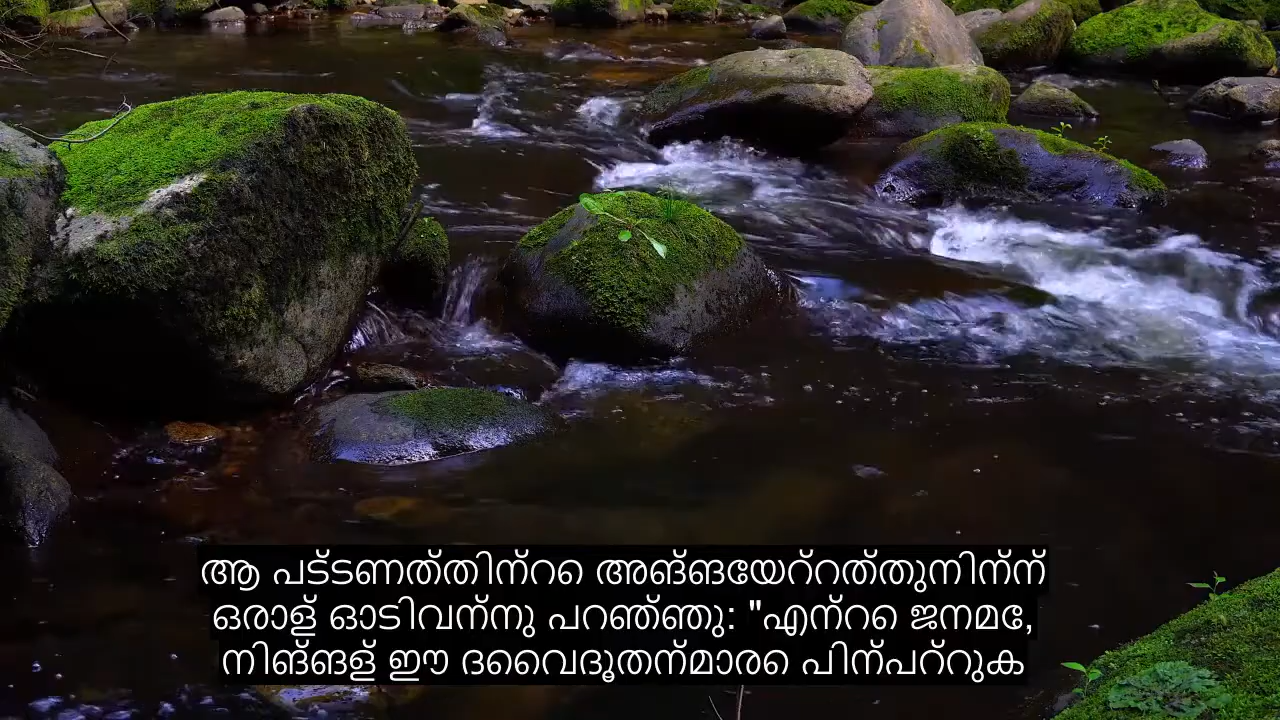 ആ പട്ടണത്തിന്റെ അങ്ങേയറ്റത്തുനിന്ന്
ഒരാള് ഓടിവന്നു പറഞ്ഞു: "എന്റെ ജനമേ,
നിങ്ങള് ഈ ദൈവദൂതന്മാരെ പിന്പറ്റുക